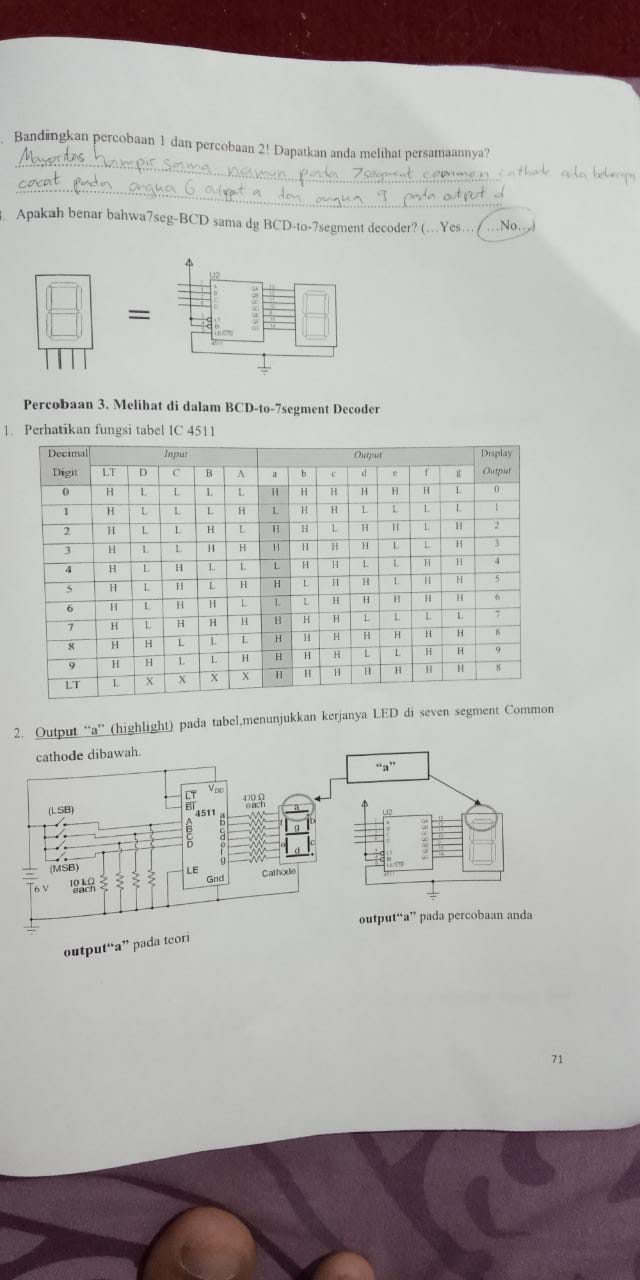 Bandingkan percobaan 1 dan percobaan 2! Dapatkan anda melihat persamaannya?
Mayoritas hampir sama namun pada 7segment coomon cathode ada beberapa
cacat pada angka 6 output a dan angka 9 pada output d
Apakah benar bahwa7seg-BCD sama dg BCD-to-7segment decoder? (…Yes… / …No…)
U2
=
4511
Percobaan 3. Melihat di dalam BCD-to-7segment Decoder
1. Perhatikan fungsi tabel IC 4511
Decimal Digit Input Output Display Output
LT D C B A a b c d e f g
0 H L L L L H H H H H H L 0
1 H L L L H L H H L L L L 1
2 H L L H L H H L H H L H 2
3 H L L H H H H H H L L H 3
4 H L H L L L H H L L H H 4
5 H L H L H H L H H L H H 5
6 H L H H L L L H H H H H 6
7 H L H H H H H H L L L L 7
8 H H L L L H H H H H H H 8
9 H H L L H H H H L L H H 9
LT L X X X X H H H H H H H 8
2. Output “a” (highlight) pada tabel,menunjukkan kerjanya LED di seven segment Common
cathode dibawah.
“a”
(LSB)
(MSB)
6 V
10 kΩ each
LT VDD
BI
4511
A
B
C
D
a
b
c
d
e
f
g
LE
Gnd
470 Ω each
a
f b
g
e c
d
Cathode
U2
4511
output“a” pada teori
output“a” pada percobaan anda
71